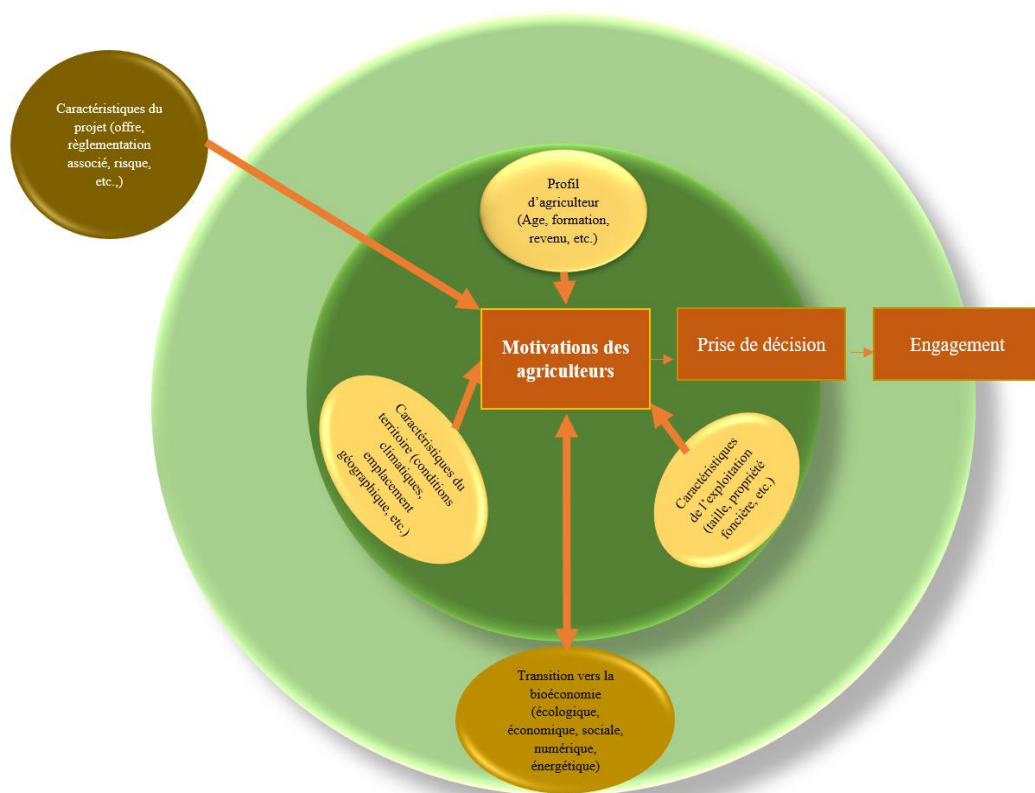 Caractéristiques du
projet (offre,
règlementation
associé, risque,
etc.,)
Profil
d’agriculteur
(Age, formation,
revenu, etc.)
Motivations des
agriculteurs
Prise de décision
Engagement
Caractéristiques du
territoire (conditions
climatiques,
emplacement
géographique, etc.)
Caractéristiques
de l’exploitation
(taille, propriété
foncière, etc.)
Transition vers la
bioéconomie
(écologique,
économique, sociale,
numérique,
énergétique)